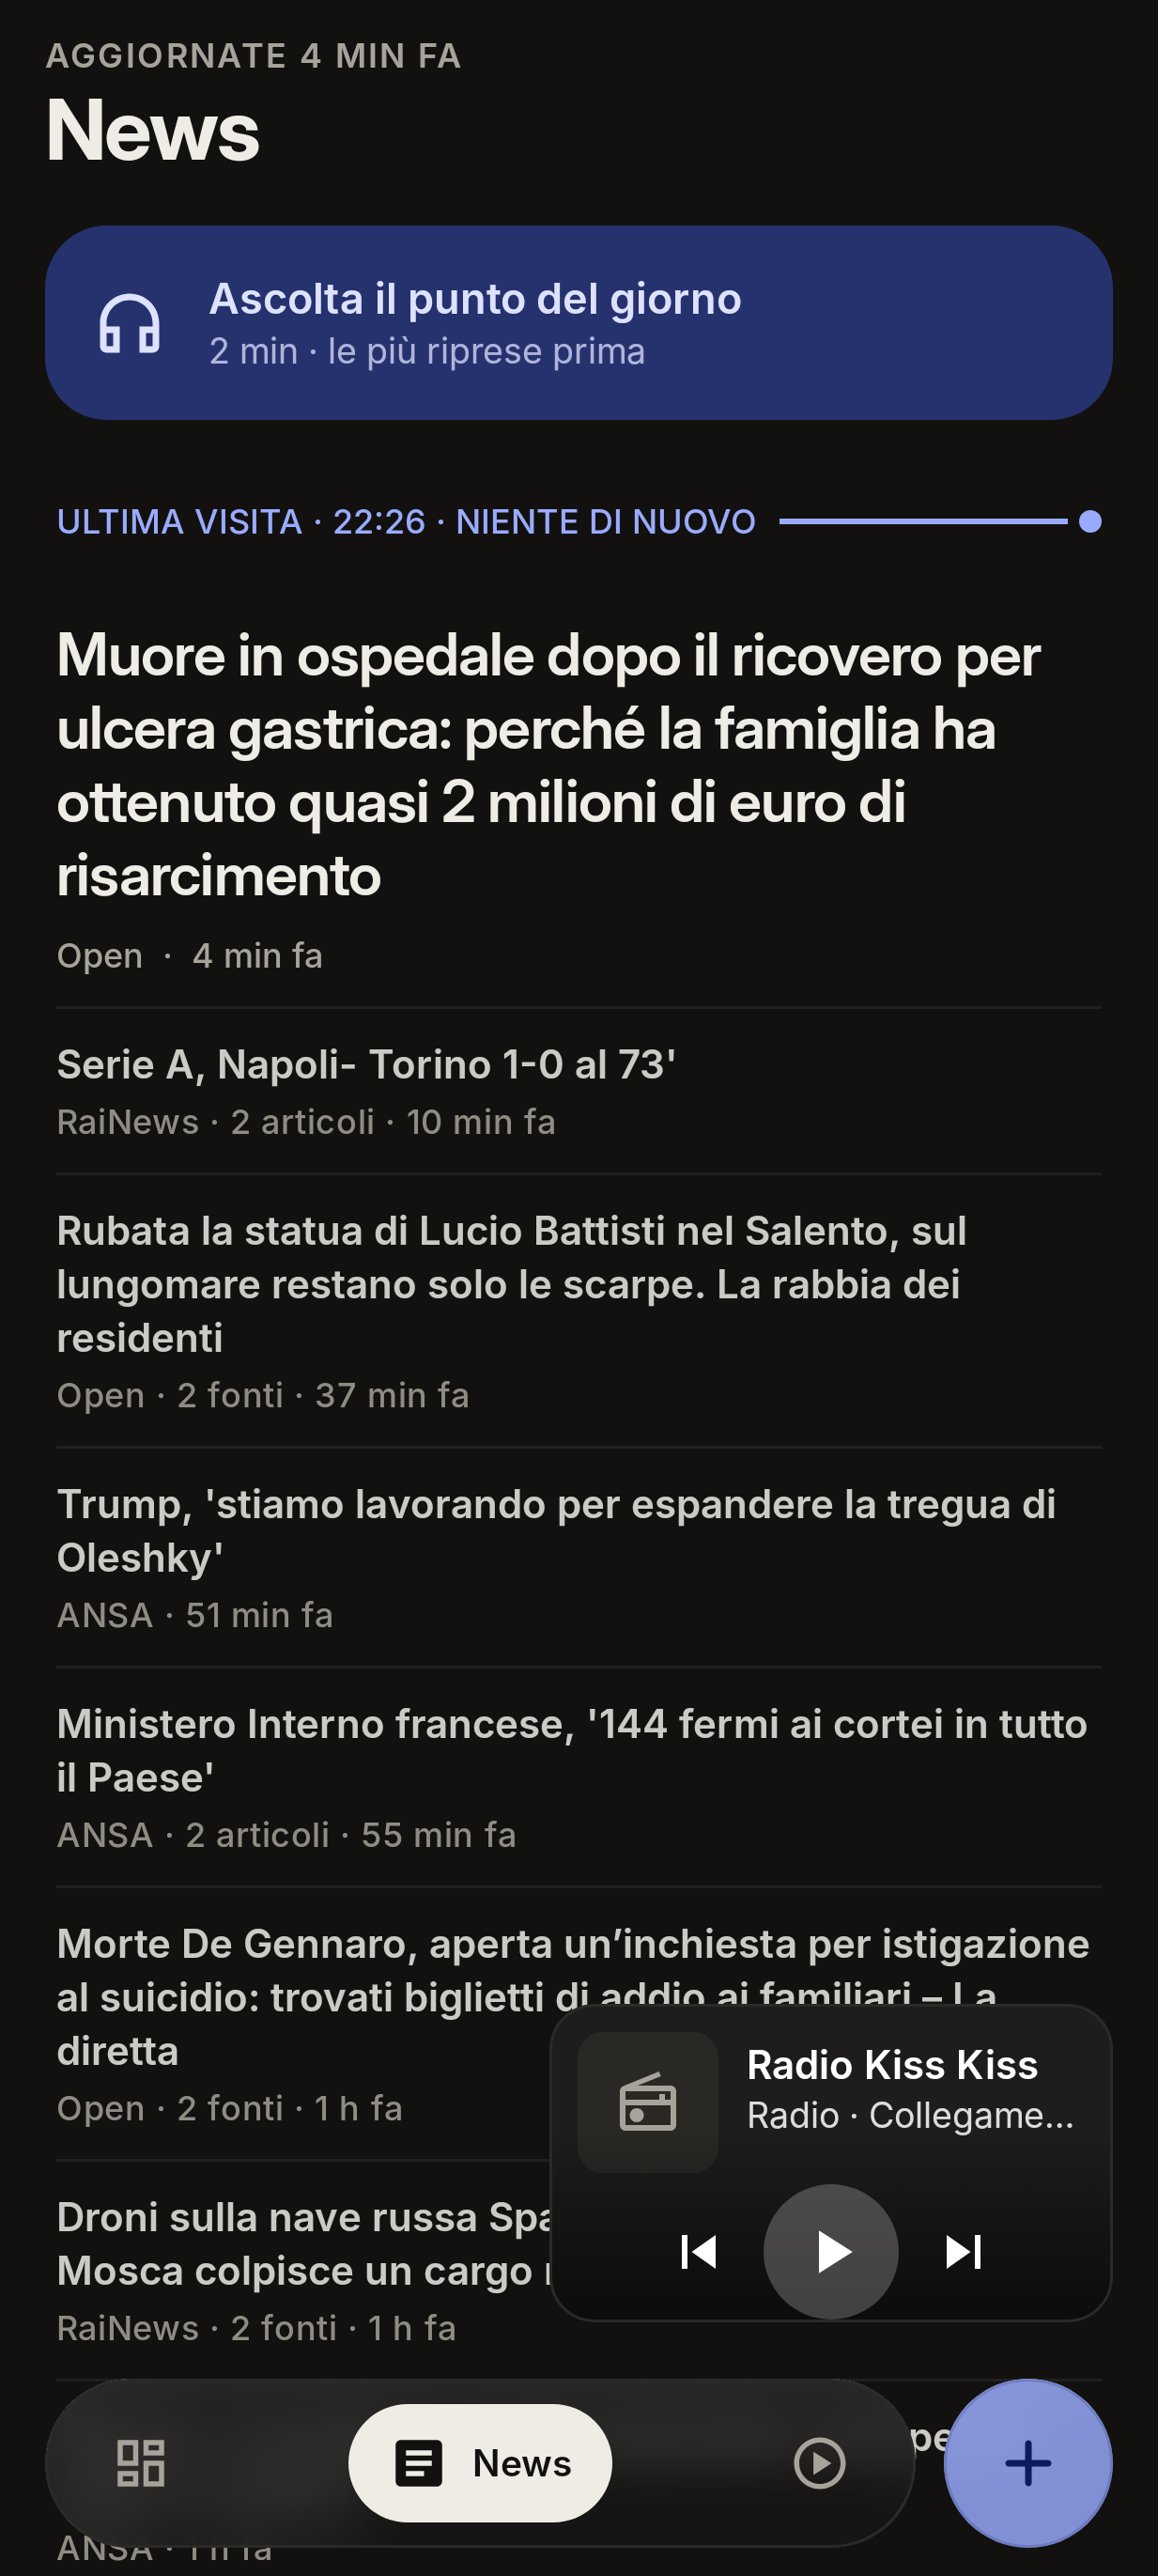 AGGIORNATE 4 MIN FA
News
Ascolta il punto del giorno
2 min · le più riprese prima
ULTIMA VISITA · 22:26 · NIENTE DI NUOVO
Muore in ospedale dopo il ricovero per
ulcera gastrica: perché la famiglia ha
ottenuto quasi 2 milioni di euro di
risarcimento
Open · 4 min fa
Serie A, Napoli- Torino 1-0 al 73'
RaiNews · 2 articoli · 10 min fa
Rubata la statua di Lucio Battisti nel Salento, sul
lungomare restano solo le scarpe. La rabbia dei
residenti
Open · 2 fonti · 37 min fa
Trump, 'stiamo lavorando per espandere la tregua di
Oleshky'
ANSA · 51 min fa
Ministero Interno francese, '144 fermi ai cortei in tutto
il Paese'
ANSA · 2 articoli · 55 min fa
Morte De Gennaro, aperta un’inchiesta per istigazione
al suicidio: trovati biglietti di addio ai familiari – La
diretta
Open · 2 fonti · 1 h fa
Radio Kiss Kiss
Radio · Collegame...
Droni sulla nave russa
Mosca colpisce un cargo
RaiNews · 2 fonti · 1 h fa
News
ANSA · 1 h fa